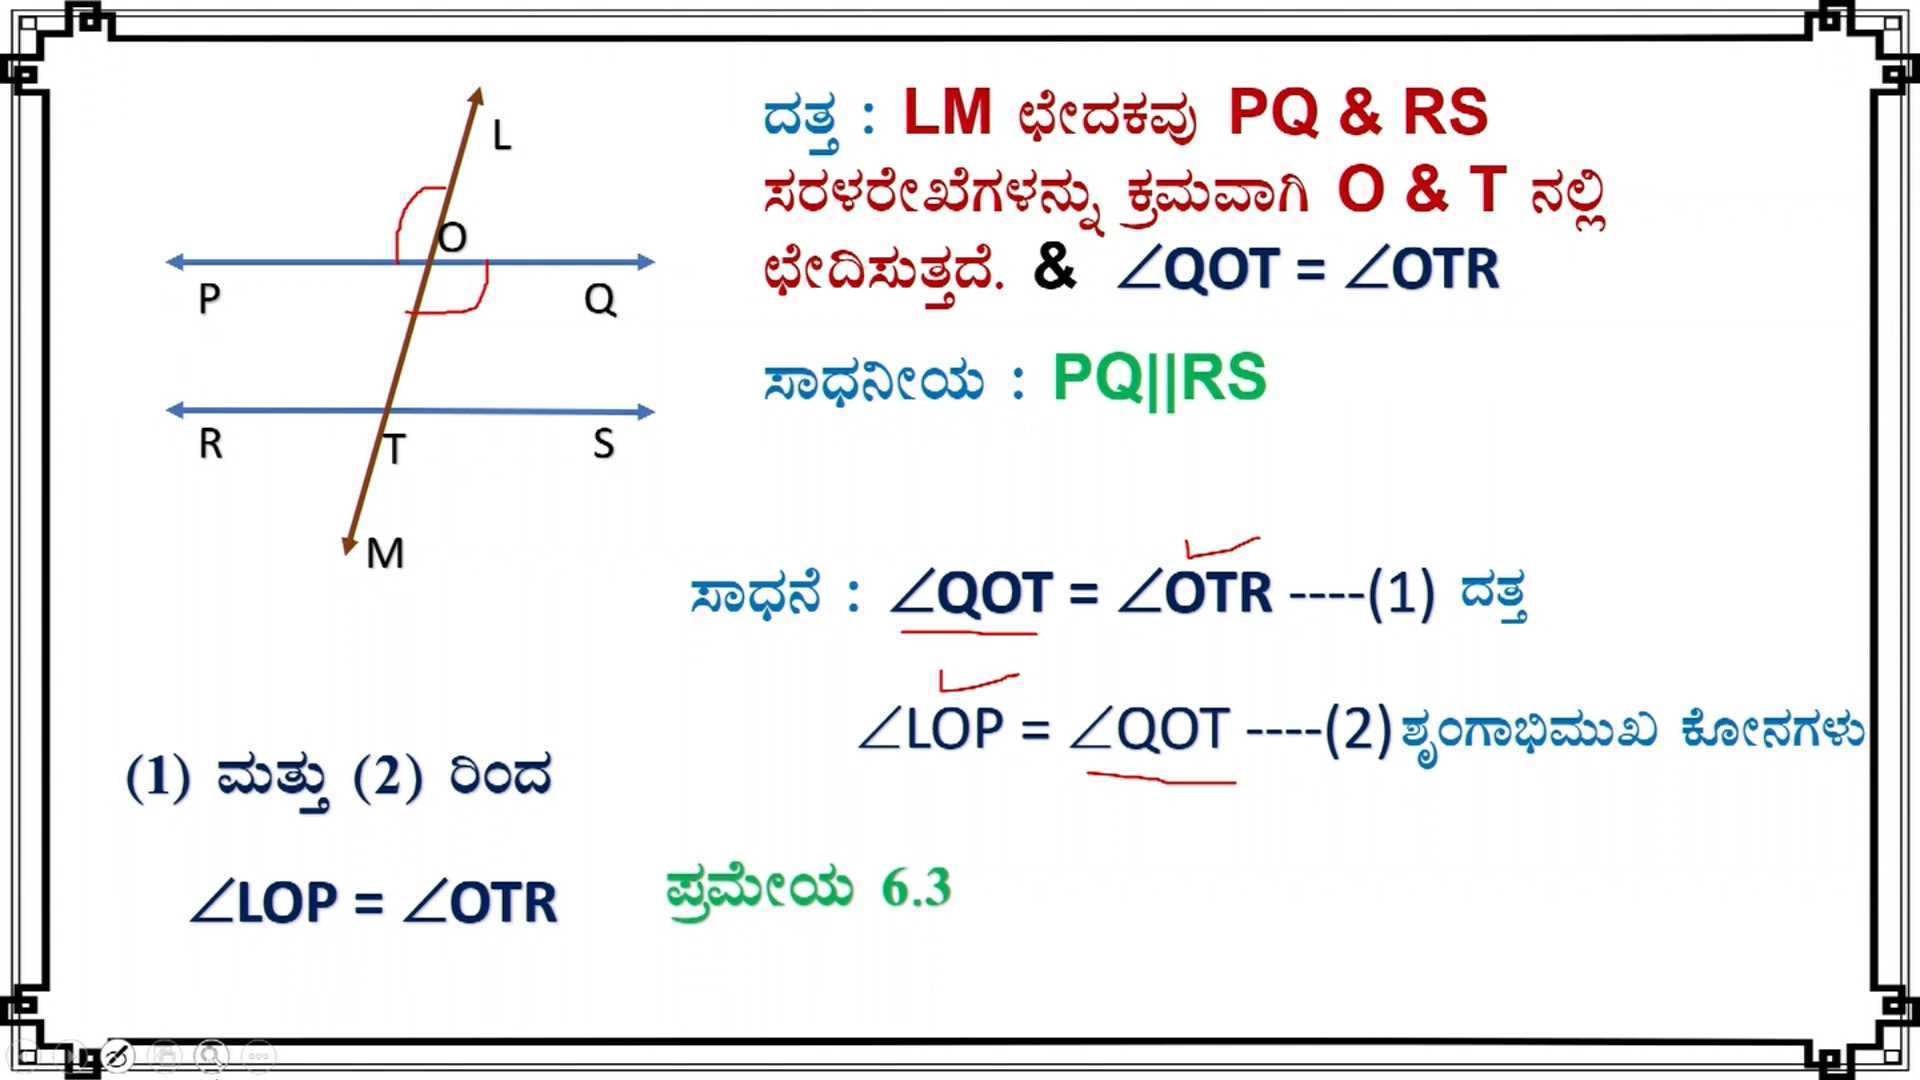 L
O
P Q
R T S
M
ದತ್ತ : LM ಛೇದಕವು PQ & RS
ಸರಳರೇಖೆಗಳನ್ನು ಕ್ರಮವಾಗಿ O & T ನಲ್ಲಿ
ಛೇದಿಸುತ್ತದೆ. & ∠QOT = ∠OTR
ಸಾಧನೀಯ : PQ||RS
ಸಾಧನೆ : ∠QOT = ∠OTR ----(1) ದತ್ತ
∠LOP = ∠QOT ----(2) ಶೃಂಗಾಭಿಮುಖ ಕೋನಗಳು
(1) ಮತ್ತು (2) ರಿಂದ
∠LOP = ∠OTR ಪ್ರಮೇಯ 6.3